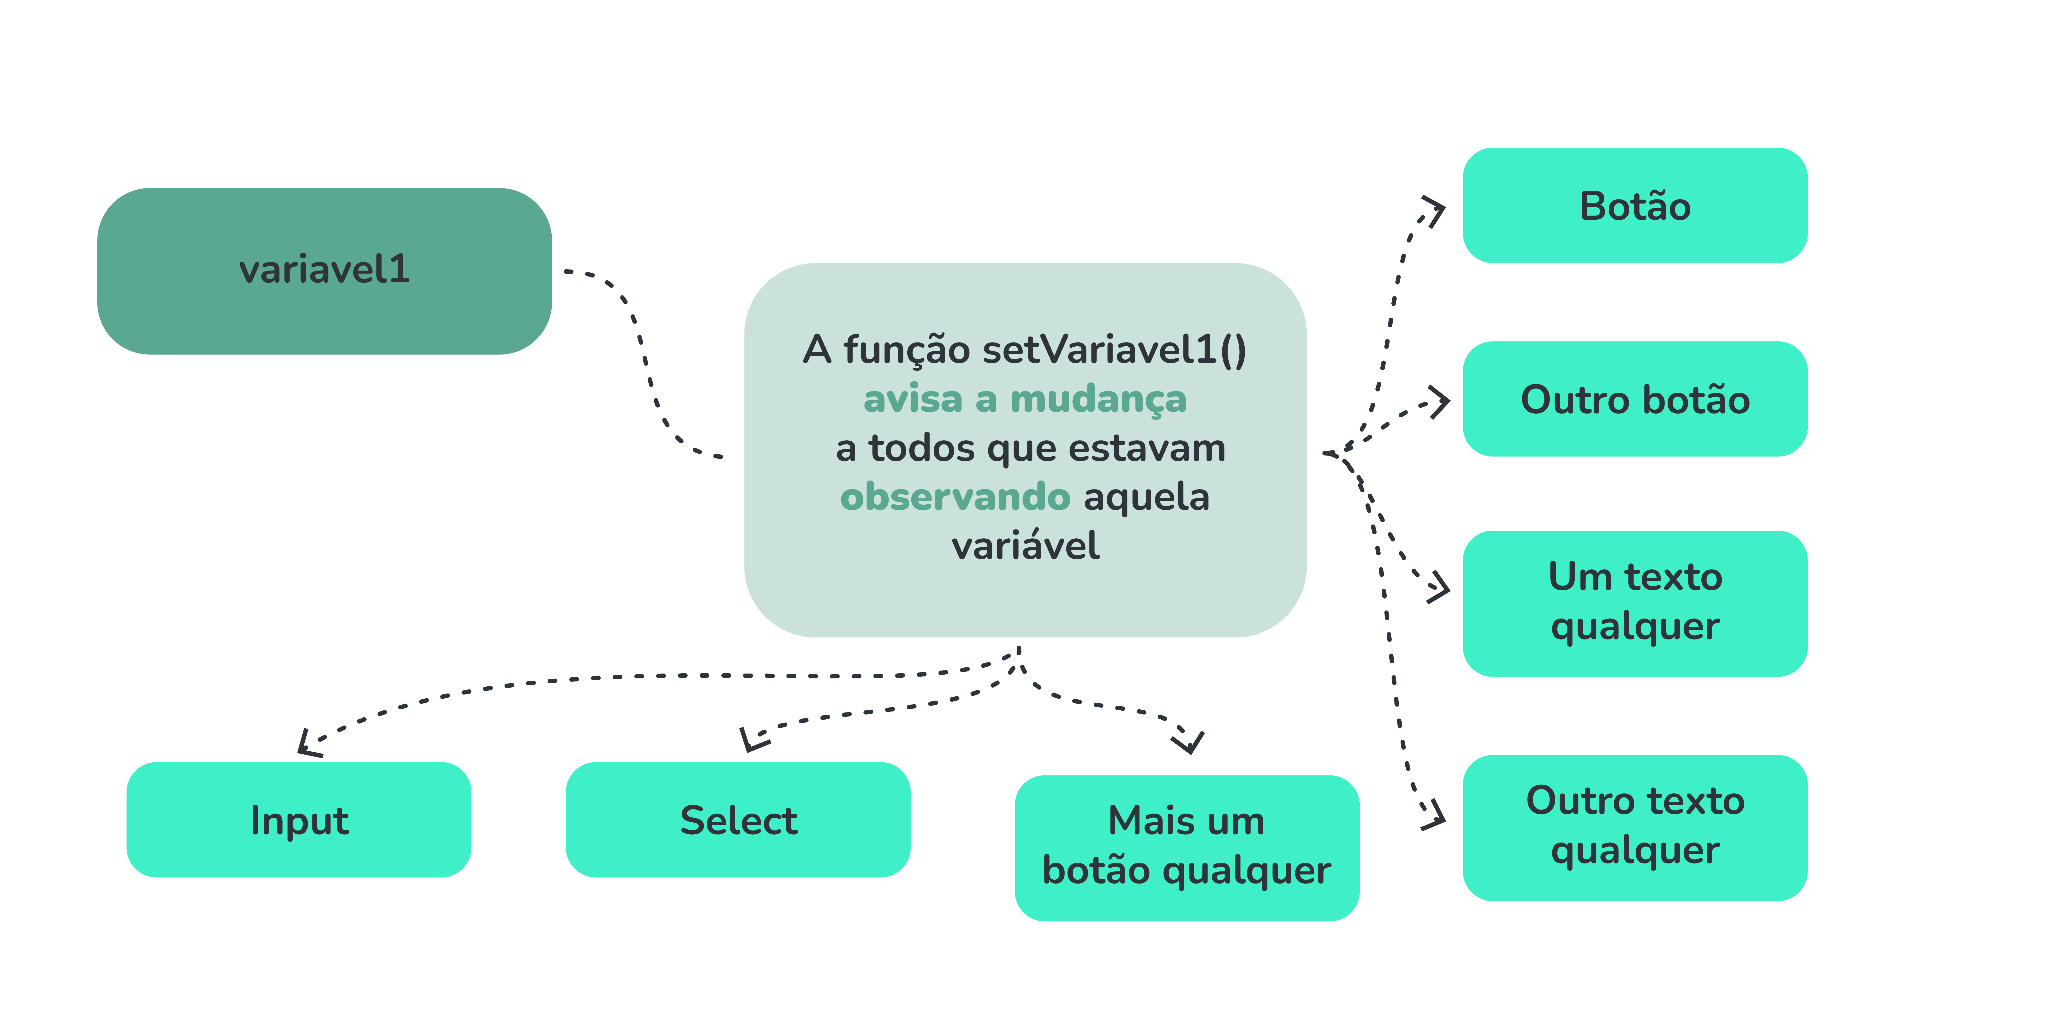 variavel1
A função setVariavel1()
avisa a mudança
a todos que estavam
observando aquela
variável
Botão
Outro botão
Um texto
qualquer
Outro texto
qualquer
Input
Select
Mais um
botão qualquer